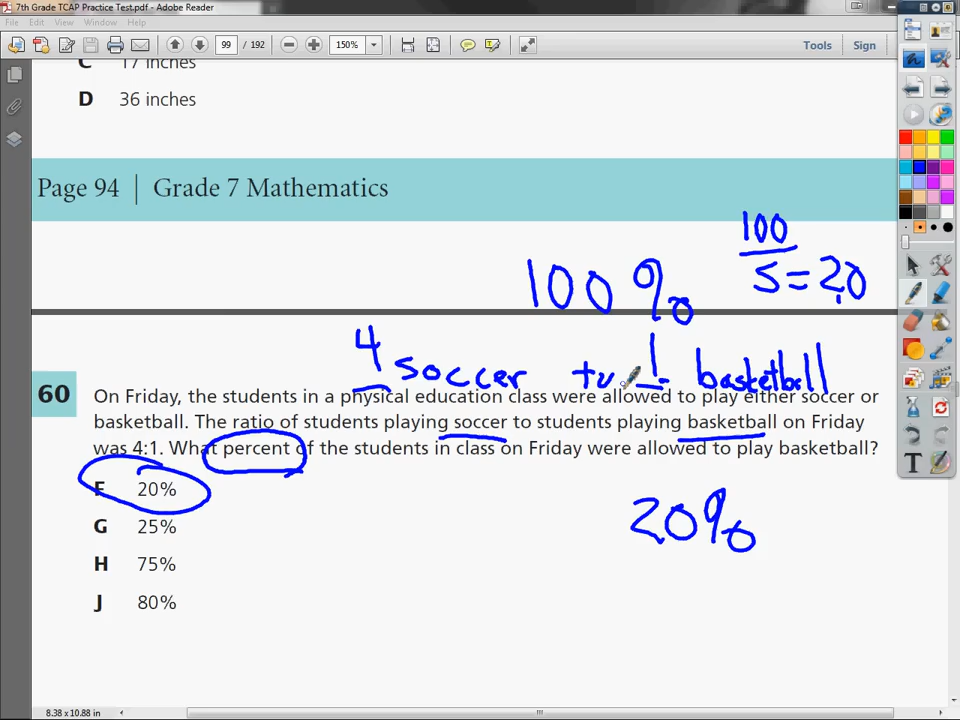 7th Grade TCAP Practice Test.pdf - Adobe Reader
File Edit View Window Help
99 / 192 150% Tools Sign
C 17 inches
D 36 inches
Page 94 | Grade 7 Mathematics
100
5 = 20
100%
4 soccer to 1 basketball
60 On Friday, the students in a physical education class were allowed to play either soccer or
basketball. The ratio of students playing soccer to students playing basketball on Friday
was 4:1. What percent of the students in class on Friday were allowed to play basketball?
F 20%
G 25%
H 75%
J 80%
20%
8.38 x 10.88 in